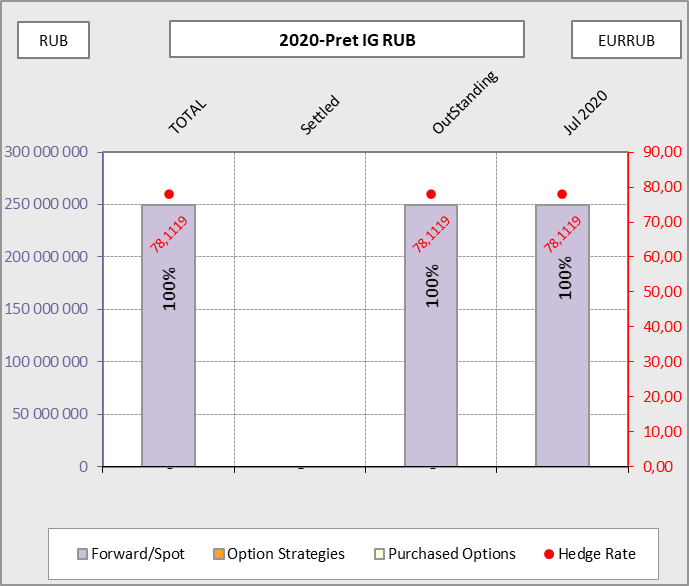 RUB
2020-Pret IG RUB
EURRUB
TOTAL
Settled
OutStanding
Jul 2020
300 000 000
250 000 000
200 000 000
150 000 000
100 000 000
50 000 000
0
90,00
80,00
70,00
60,00
50,00
40,00
30,00
20,00
10,00
0,00
78,1119
100%
78,1119
100%
78,1119
100%
-
-
-
Forward/Spot
Option Strategies
Purchased Options
Hedge Rate